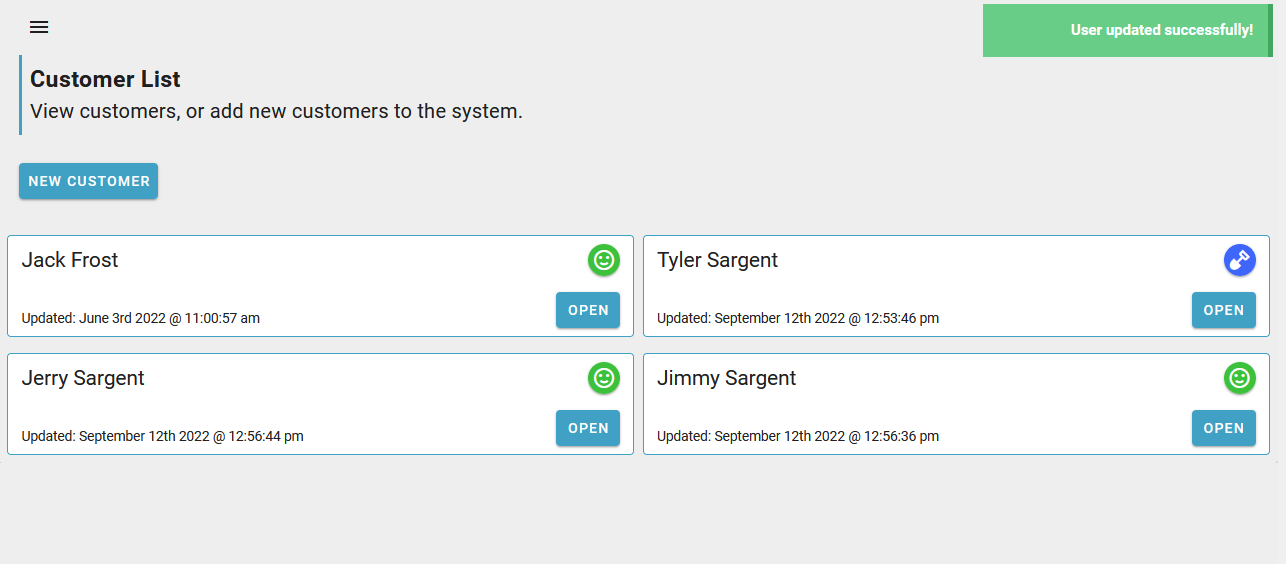 User updated successfully!
Customer List
View customers, or add new customers to the system.
NEW CUSTOMER
Jack Frost
Updated: June 3rd 2022 @ 11:00:57 am
OPEN
Tyler Sargent
Updated: September 12th 2022 @ 12:53:46 pm
OPEN
Jerry Sargent
Updated: September 12th 2022 @ 12:56:44 pm
OPEN
Jimmy Sargent
Updated: September 12th 2022 @ 12:56:36 pm
OPEN